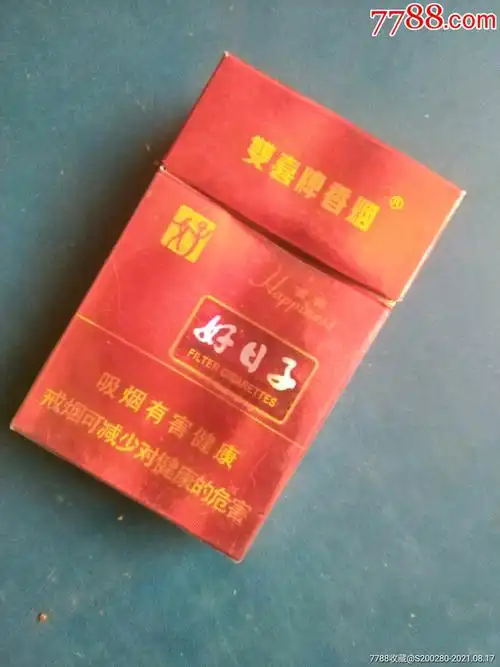 7788.com
雙喜牌香烟®
Happiness
好日子
FILTER CIGARETTES
吸烟有害健康
戒烟可减少对健康的危害
7788收藏@S200280-2021.08.17